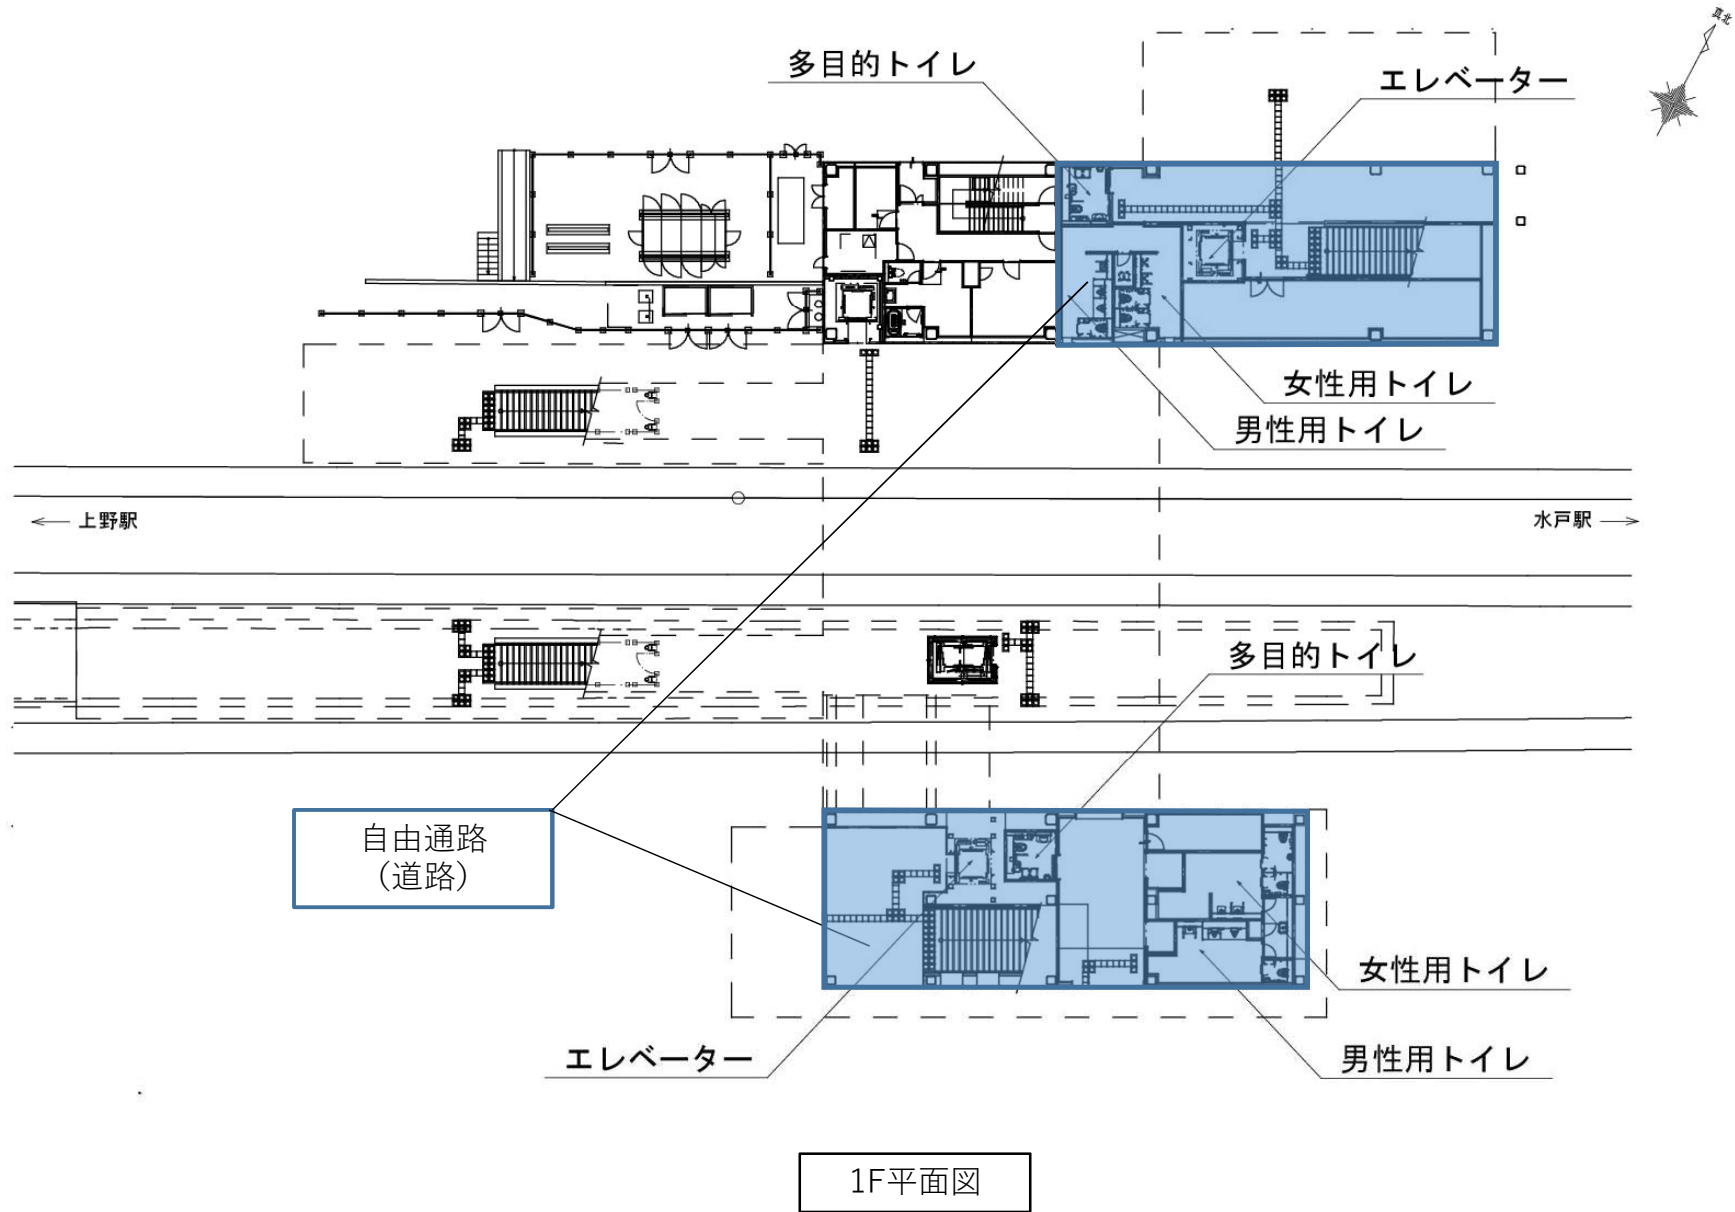 真北
多目的トイレ
エレベーター
女性用トイレ
男性用トイレ
上野駅
水戸駅
多目的トイレ
自由通路
（道路）
女性用トイレ
エレベーター
男性用トイレ
1F平面図